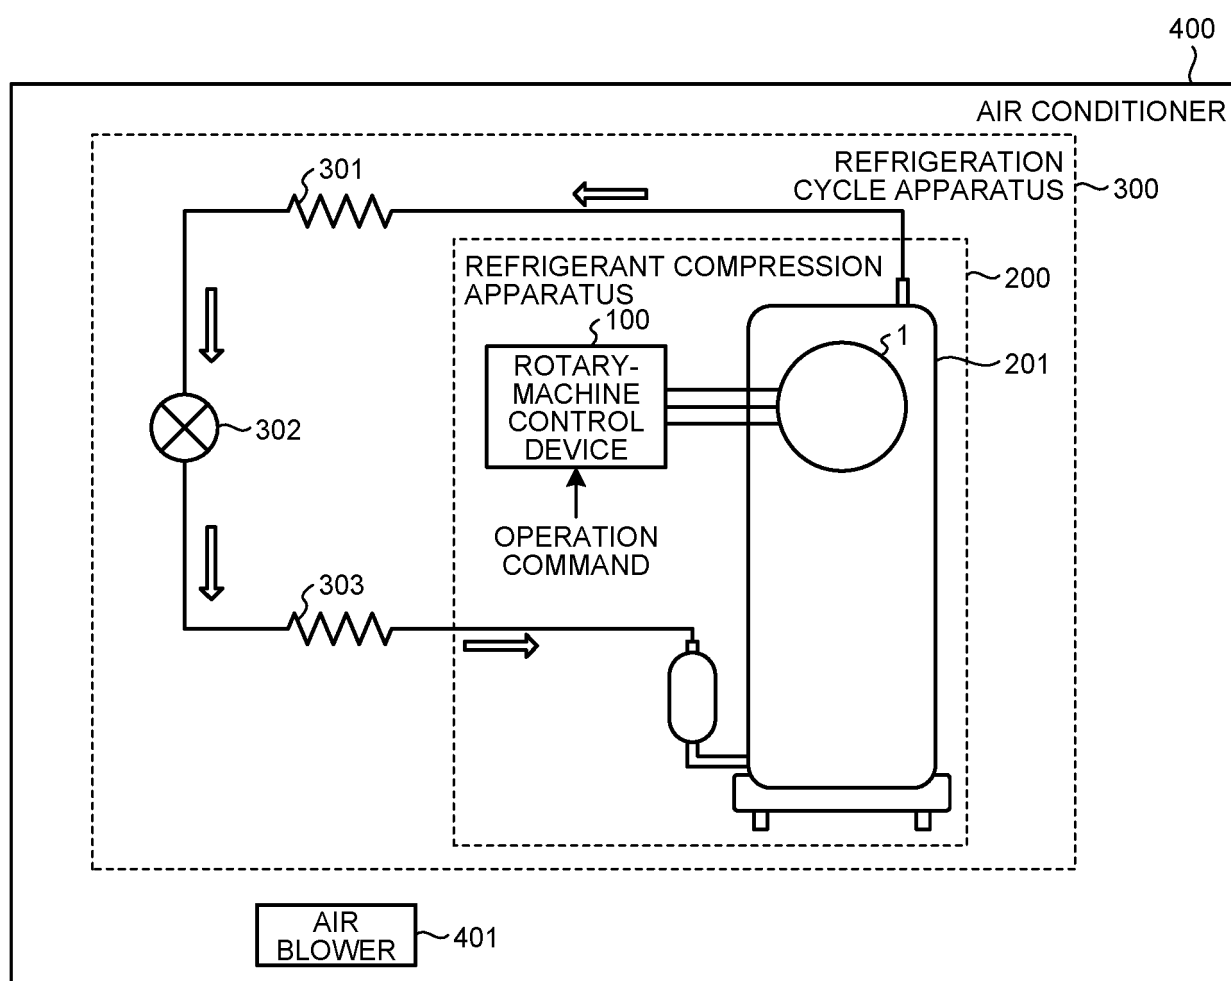 400
AIR CONDITIONER
REFRIGERATION
CYCLE APPARATUS
300
301
REFRIGERANT COMPRESSION
APPARATUS
200
100
1
201
ROTARY-
MACHINE
CONTROL
DEVICE
302
OPERATION
COMMAND
303
AIR
BLOWER
401